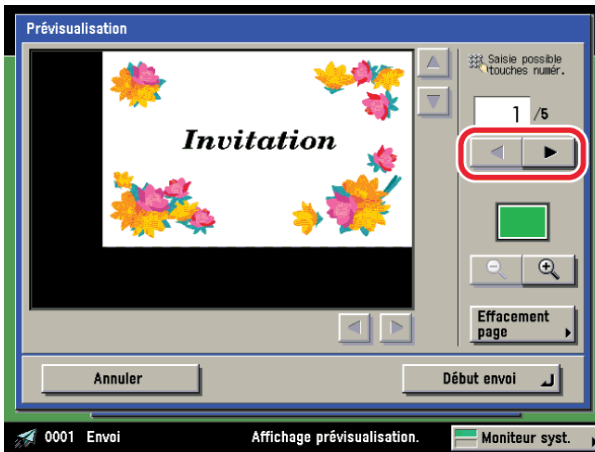 Prévisualisation
Saisie possible
touches numér.
1 /5
Invitation
Effacement
page
Annuler
Début envoi
0001 Envoi
Affichage prévisualisation.
Moniteur syst.